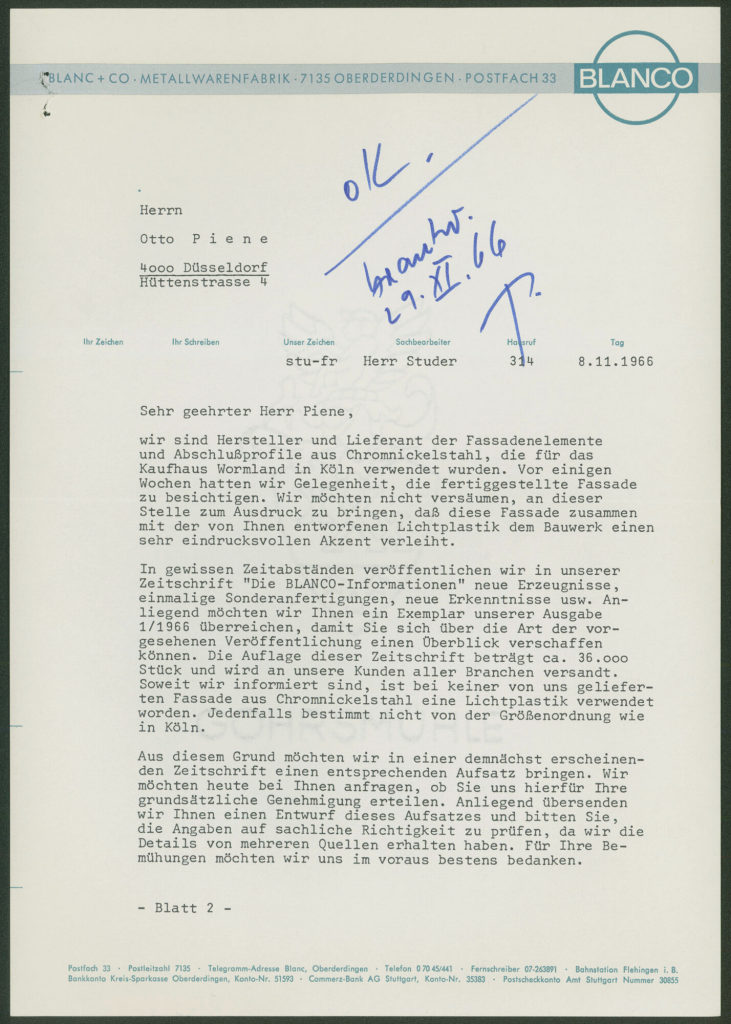 BLANC + CO · METALLWARENFABRIK · 7135 OBERDERDINGEN · POSTFACH 33
BLANCO
ok.
beantw.
29. XI. 66
P.
Herrn
Otto P i e n e
4ooo Düsseldorf
Hüttenstrasse 4
Ihr Zeichen Ihr Schreiben Unser Zeichen Sachbearbeiter Hausruf Tag
stu-fr Herr Studer 314 8.11.1966
Sehr geehrter Herr Piene,
wir sind Hersteller und Lieferant der Fassadenelemente
und Abschlußprofile aus Chromnickelstahl, die für das
Kaufhaus Wormland in Köln verwendet wurden. Vor einigen
Wochen hatten wir Gelegenheit, die fertiggestellte Fassade
zu besichtigen. Wir möchten nicht versäumen, an dieser
Stelle zum Ausdruck zu bringen, daß diese Fassade zusammen
mit der von Ihnen entworfenen Lichtplastik dem Bauwerk einen
sehr eindrucksvollen Akzent verleiht.
In gewissen Zeitabständen veröffentlichen wir in unserer
Zeitschrift "Die BLANCO-Informationen" neue Erzeugnisse,
einmalige Sonderanfertigungen, neue Erkenntnisse usw. An-
liegend möchten wir Ihnen ein Exemplar unserer Ausgabe
1/1966 überreichen, damit Sie sich über die Art der vor-
gesehenen Veröffentlichung einen Überblick verschaffen
können. Die Auflage dieser Zeitschrift beträgt ca. 36.ooo
Stück und wird an unsere Kunden aller Branchen versandt.
Soweit wir informiert sind, ist bei keiner von uns geliefer-
ten Fassade aus Chromnickelstahl eine Lichtplastik verwendet
worden. Jedenfalls bestimmt nicht von der Größenordnung wie
in Köln.
GOHRSMÜHLE
Aus diesem Grund möchten wir in einer demnächst erscheinen-
den Zeitschrift einen entsprechenden Aufsatz bringen. Wir
möchten heute bei Ihnen anfragen, ob Sie uns hierfür Ihre
grundsätzliche Genehmigung erteilen. Anliegend übersenden
wir Ihnen einen Entwurf dieses Aufsatzes und bitten Sie,
die Angaben auf sachliche Richtigkeit zu prüfen, da wir die
Details von mehreren Quellen erhalten haben. Für Ihre Be-
mühungen möchten wir uns im voraus bestens bedanken.
- Blatt 2 -
Postfach 33 · Postleitzahl 7135 · Telegramm-Adresse Blanc, Oberderdingen · Telefon 0 70 45/441 · Fernschreiber 07-263891 · Bahnstation Flehingen i. B.
Bankkonto Kreis-Sparkasse Oberderdingen, Konto-Nr. 51593 · Commerz-Bank AG Stuttgart, Konto-Nr. 35383 · Postscheckkonto Amt Stuttgart Nummer 30855